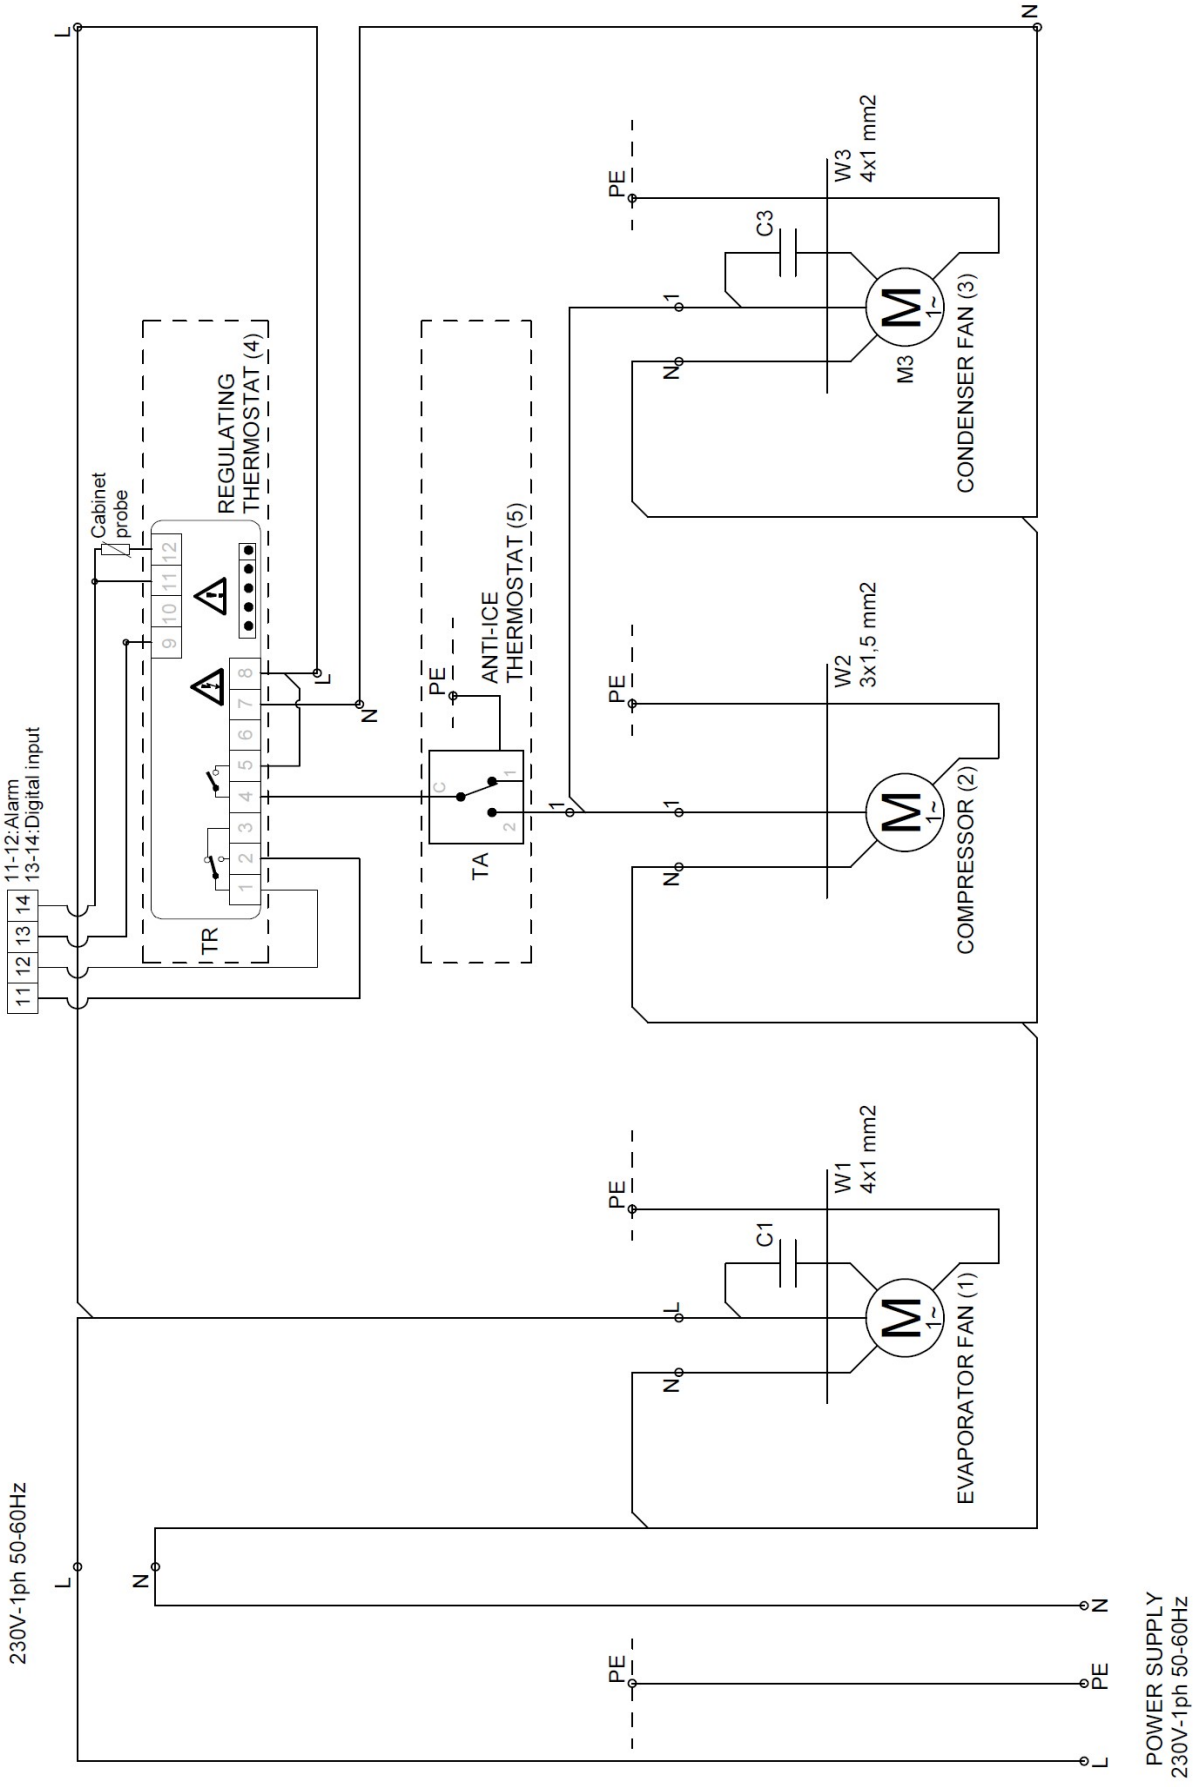 230V-1ph 50-60Hz
L
N
L
PE
N
POWER SUPPLY
230V-1ph 50-60Hz
PE
L
N
PE
C1
W1
4x1 mm2
M
1~
EVAPORATOR FAN (1)
11 12 13 14
11-12:Alarm
13-14:Digital input
TR
1 2 3 4 5 6 7 8
9 10 11 12
Cabinet
probe
REGULATING
THERMOSTAT (4)
L
N
TA
C
2
1
PE
ANTI-ICE
THERMOSTAT (5)
1
N
1
PE
W2
3x1,5 mm2
M
1~
COMPRESSOR (2)
N
1
PE
C3
W3
4x1 mm2
M
1~
M3
CONDENSER FAN (3)
L
N